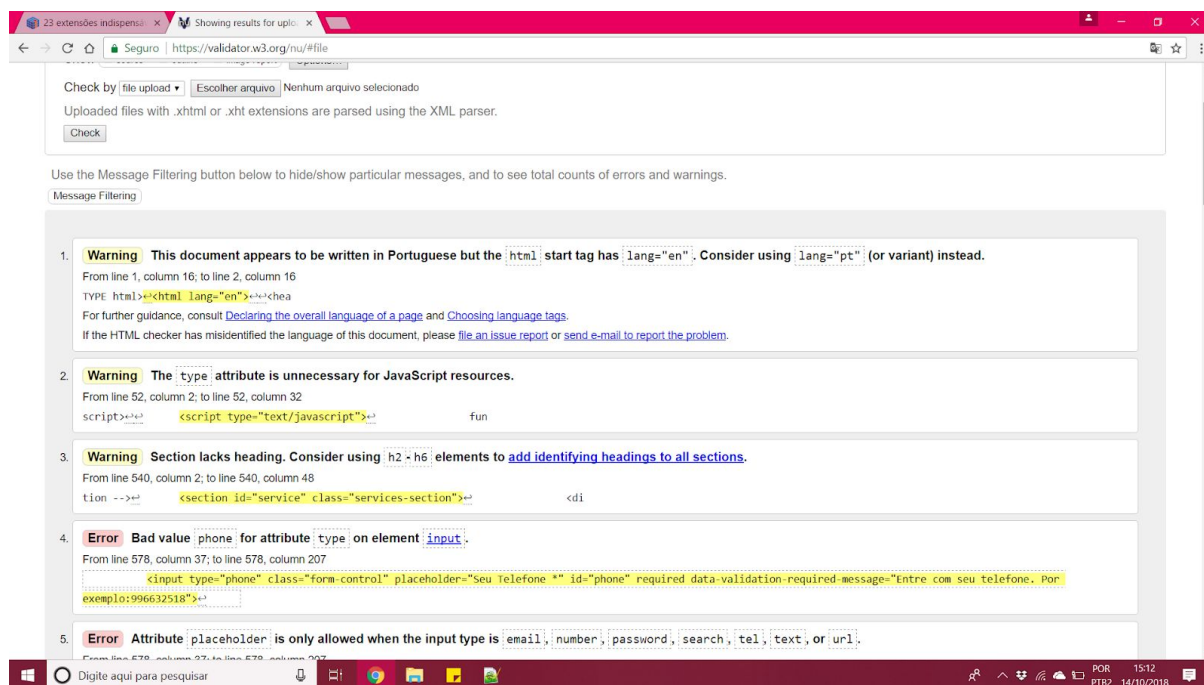 23 extensões indispensá
Showing results for uplo
Seguro https://validator.w3.org/nu/#file
Check by file upload Escolher arquivo Nenhum arquivo selecionado
Uploaded files with .xhtml or .xht extensions are parsed using the XML parser.
Check
Use the Message Filtering button below to hide/show particular messages, and to see total counts of errors and warnings.
Message Filtering
1. Warning This document appears to be written in Portuguese but the html start tag has lang="en". Consider using lang="pt" (or variant) instead.
From line 1, column 16; to line 2, column 16
TYPE html>↩<html lang="en">↩↩<hea
For further guidance, consult Declaring the overall language of a page and Choosing language tags.
If the HTML checker has misidentified the language of this document, please file an issue report or send e-mail to report the problem.
2. Warning The type attribute is unnecessary for JavaScript resources.
From line 52, column 2; to line 52, column 32
script>↩↩ <script type="text/javascript">↩ fun
3. Warning Section lacks heading. Consider using h2-h6 elements to add identifying headings to all sections.
From line 540, column 2; to line 540, column 48
tion -->↩ <section id="service" class="services-section">↩ <di
4. Error Bad value phone for attribute type on element input.
From line 578, column 37; to line 578, column 207
<input type="phone" class="form-control" placeholder="Seu Telefone *" id="phone" required data-validation-required-message="Entre com seu telefone. Por
exemplo:996632518">↩
5. Error Attribute placeholder is only allowed when the input type is email, number, password, search, tel, text, or url.
From line 578, column 37; to line 578, column 207
Digite aqui para pesquisar
POR 15:12
PTB2 14/10/2018